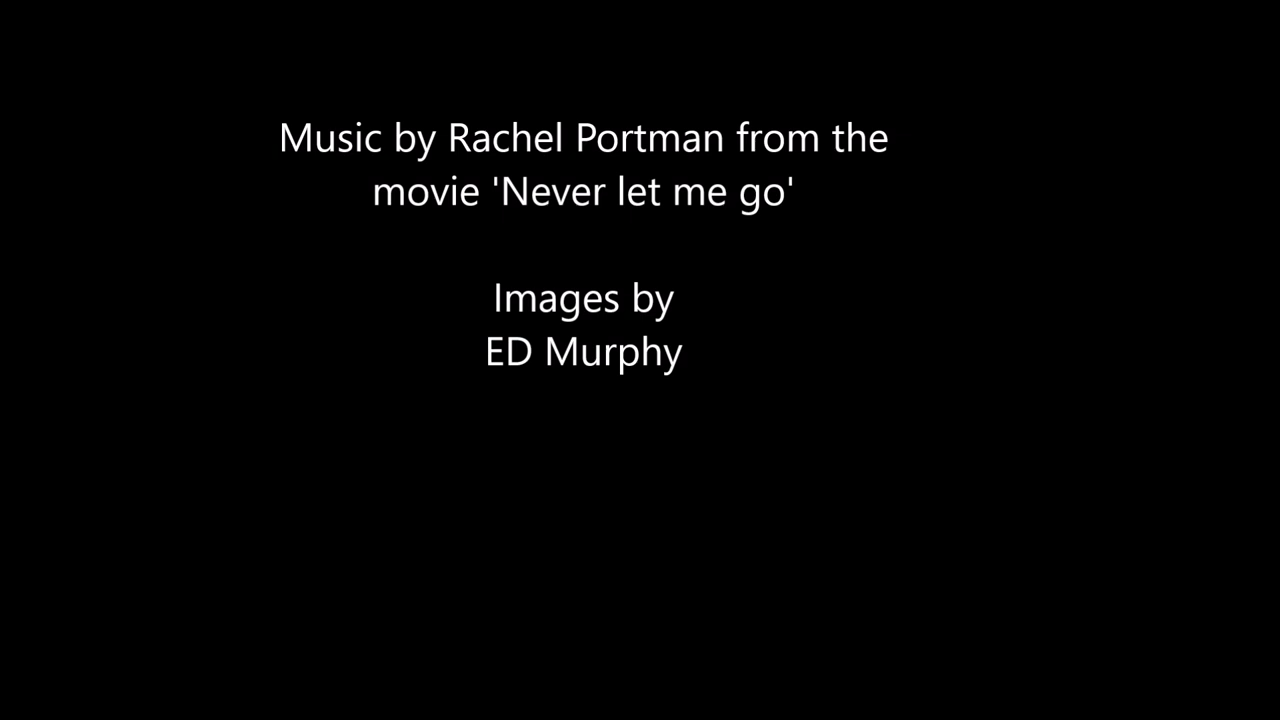 Music by Rachel Portman from the
movie 'Never let me go'
Images by
ED Murphy